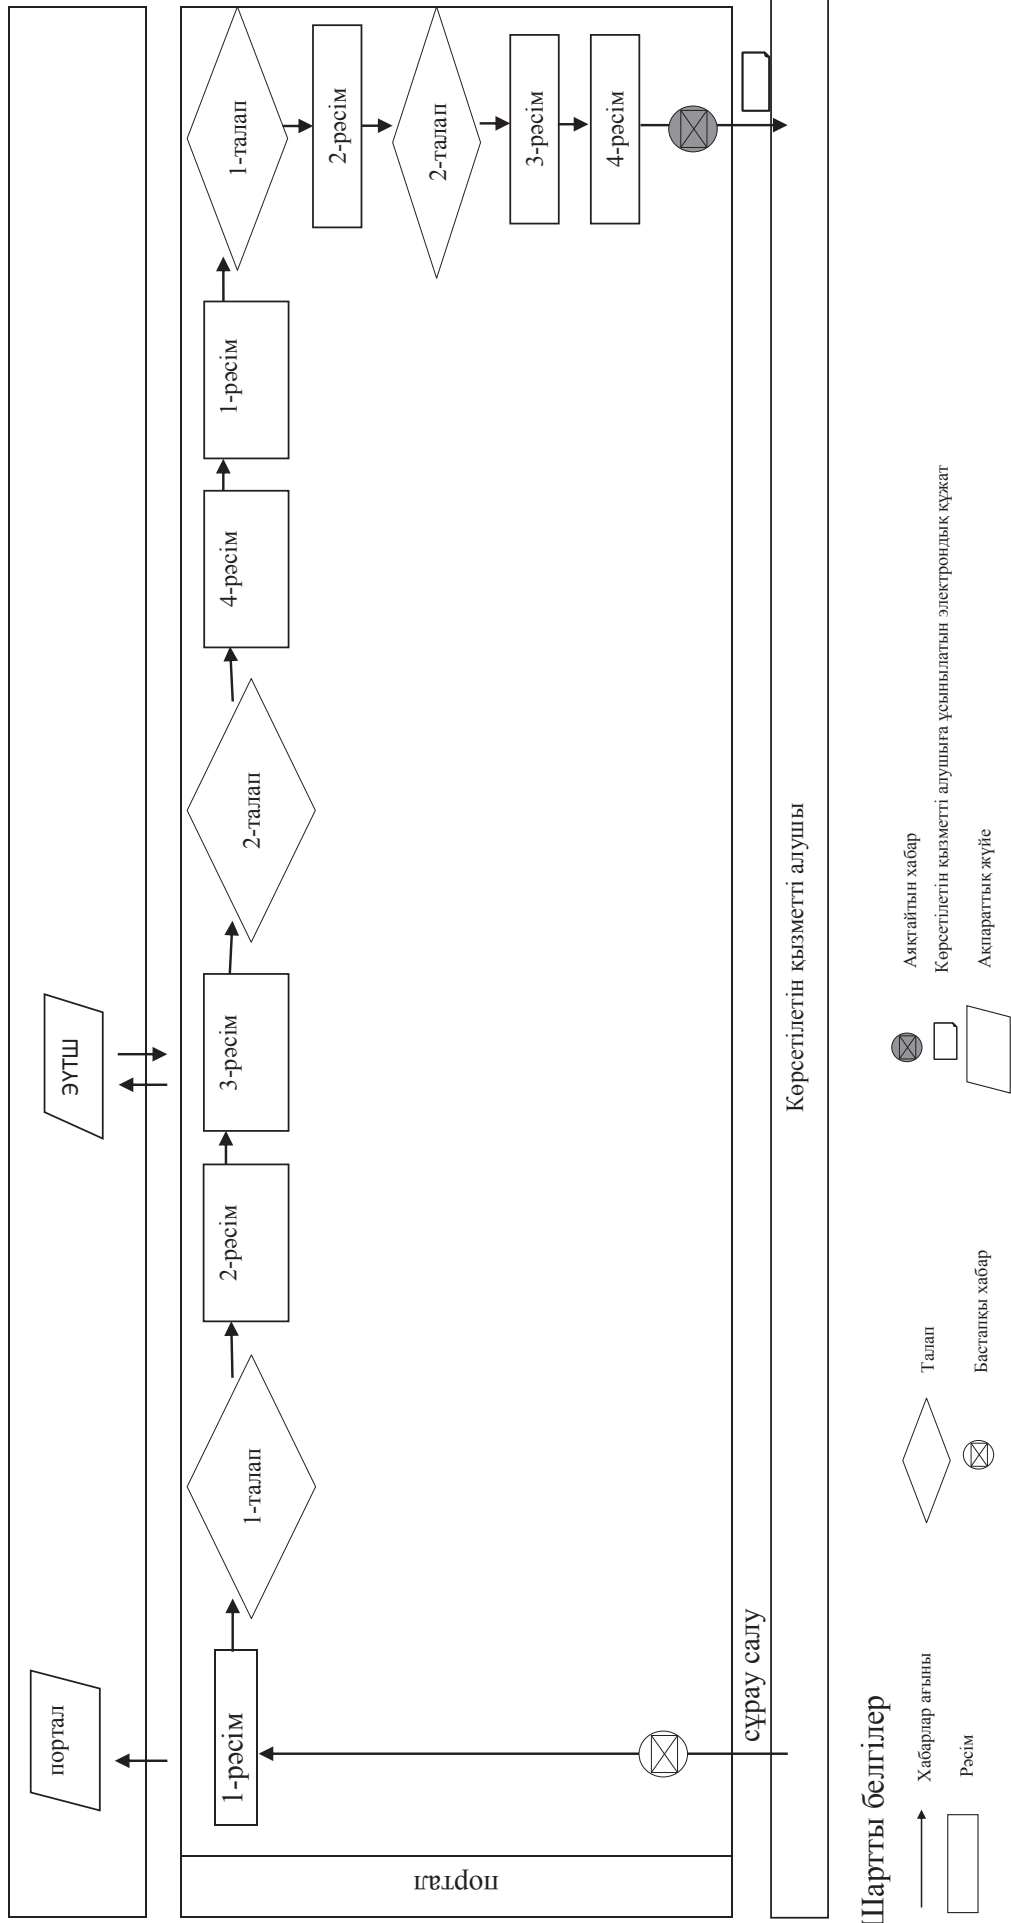 портал
ЭҮТШ
портал
1-рәсім
1-талап
2-рәсім
3-рәсім
2-талап
4-рәсім
1-рәсім
1-талап
2-рәсім
2-талап
3-рәсім
4-рәсім
сұрау салу
Көрсетілетін қызметті алушы
Шартты белгілер
Хабарлар ағыны
Рәсім
Талап
Бастапқы хабар
Аяқтайтын хабар
Көрсетілетін қызметті алушыға ұсынылатын электрондық құжат
Ақпараттық жүйе